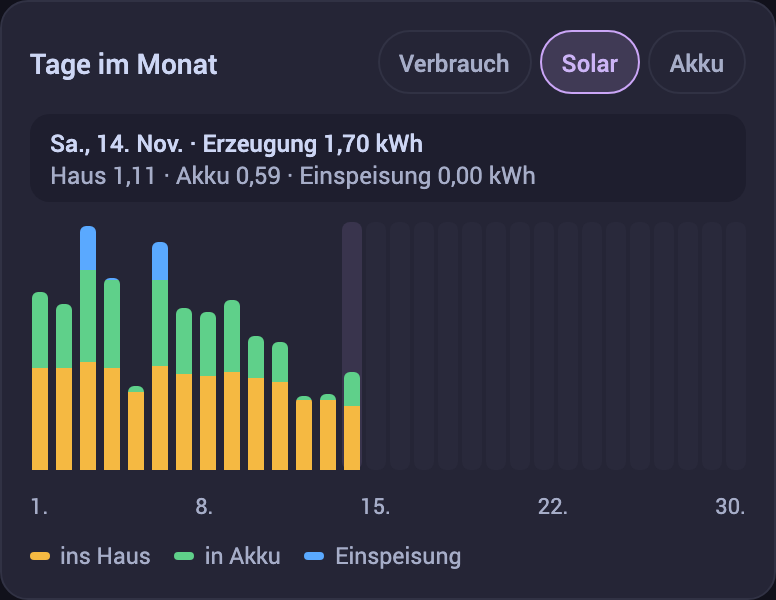 Tage im Monat
Verbrauch Solar Akku
Sa., 14. Nov. · Erzeugung 1,70 kWh
Haus 1,11 · Akku 0,59 · Einspeisung 0,00 kWh
1. 8. 15. 22. 30.
ins Haus in Akku Einspeisung